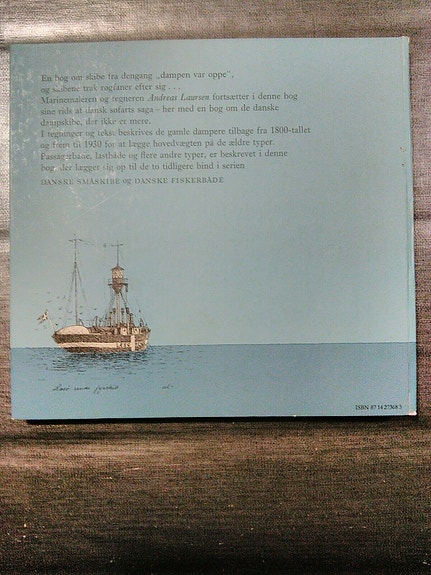 En bog om skibe fra dengang „dampen var oppe",
og skibene trak røgfaner efter sig . . .
Marinemaleren og tegneren Andreas Laursen fortsætter i denne bog
sine rids af dansk søfarts saga - her med en bog om de danske
dampskibe, der ikke er mere.
I tegninger og tekst beskrives de gamle dampere tilbage fra 1800-tallet
og frem til 1930 for at lægge hovedvægten på de ældre typer.
Passagerbåde, lastbåde og flere andre typer, er beskrevet i denne
bog, der lægger sig op til de to tidligere bind i serien
DANSKE SMÅSKIBE og DANSKE FISKERBÅDE
ISBN 87 14 27368 5